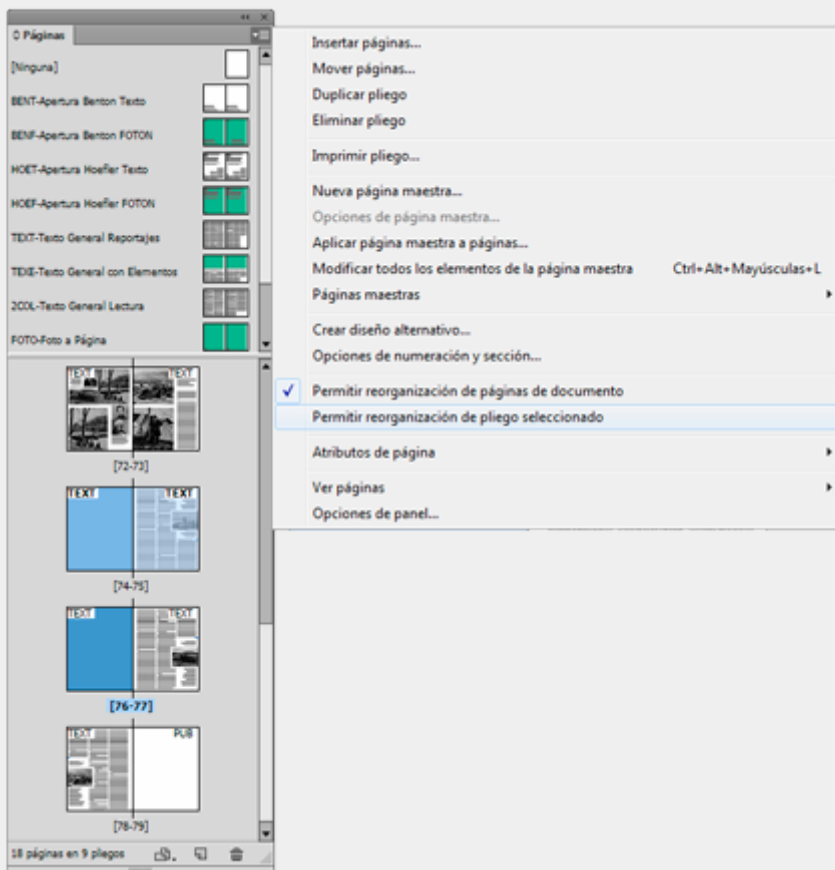 Páginas
[Ninguna]
BENT-Apertura Benton Texto
BENF-Apertura Benton FOTON
HOET-Apertura Hoefler Texto
HOEF-Apertura Hoefler FOTON
TEXT-Texto General Reportajes
TEXE-Texto General con Elementos
2COL-Texto General Lectura
FOTO-Foto a Página
TEXT TEXT
[72-73]
TEXT TEXT
[74-75]
TEXT TEXT
[76-77]
TEXT PUB
[78-79]
18 páginas en 9 pliegos
Insertar páginas...
Mover páginas...
Duplicar pliego
Eliminar pliego
Imprimir pliego...
Nueva página maestra...
Opciones de página maestra...
Aplicar página maestra a páginas...
Modificar todos los elementos de la página maestra Ctrl+Alt+Mayúsculas+L
Páginas maestras
Crear diseño alternativo...
Opciones de numeración y sección...
Permitir reorganización de páginas de documento
Permitir reorganización de pliego seleccionado
Atributos de página
Ver páginas
Opciones de panel...